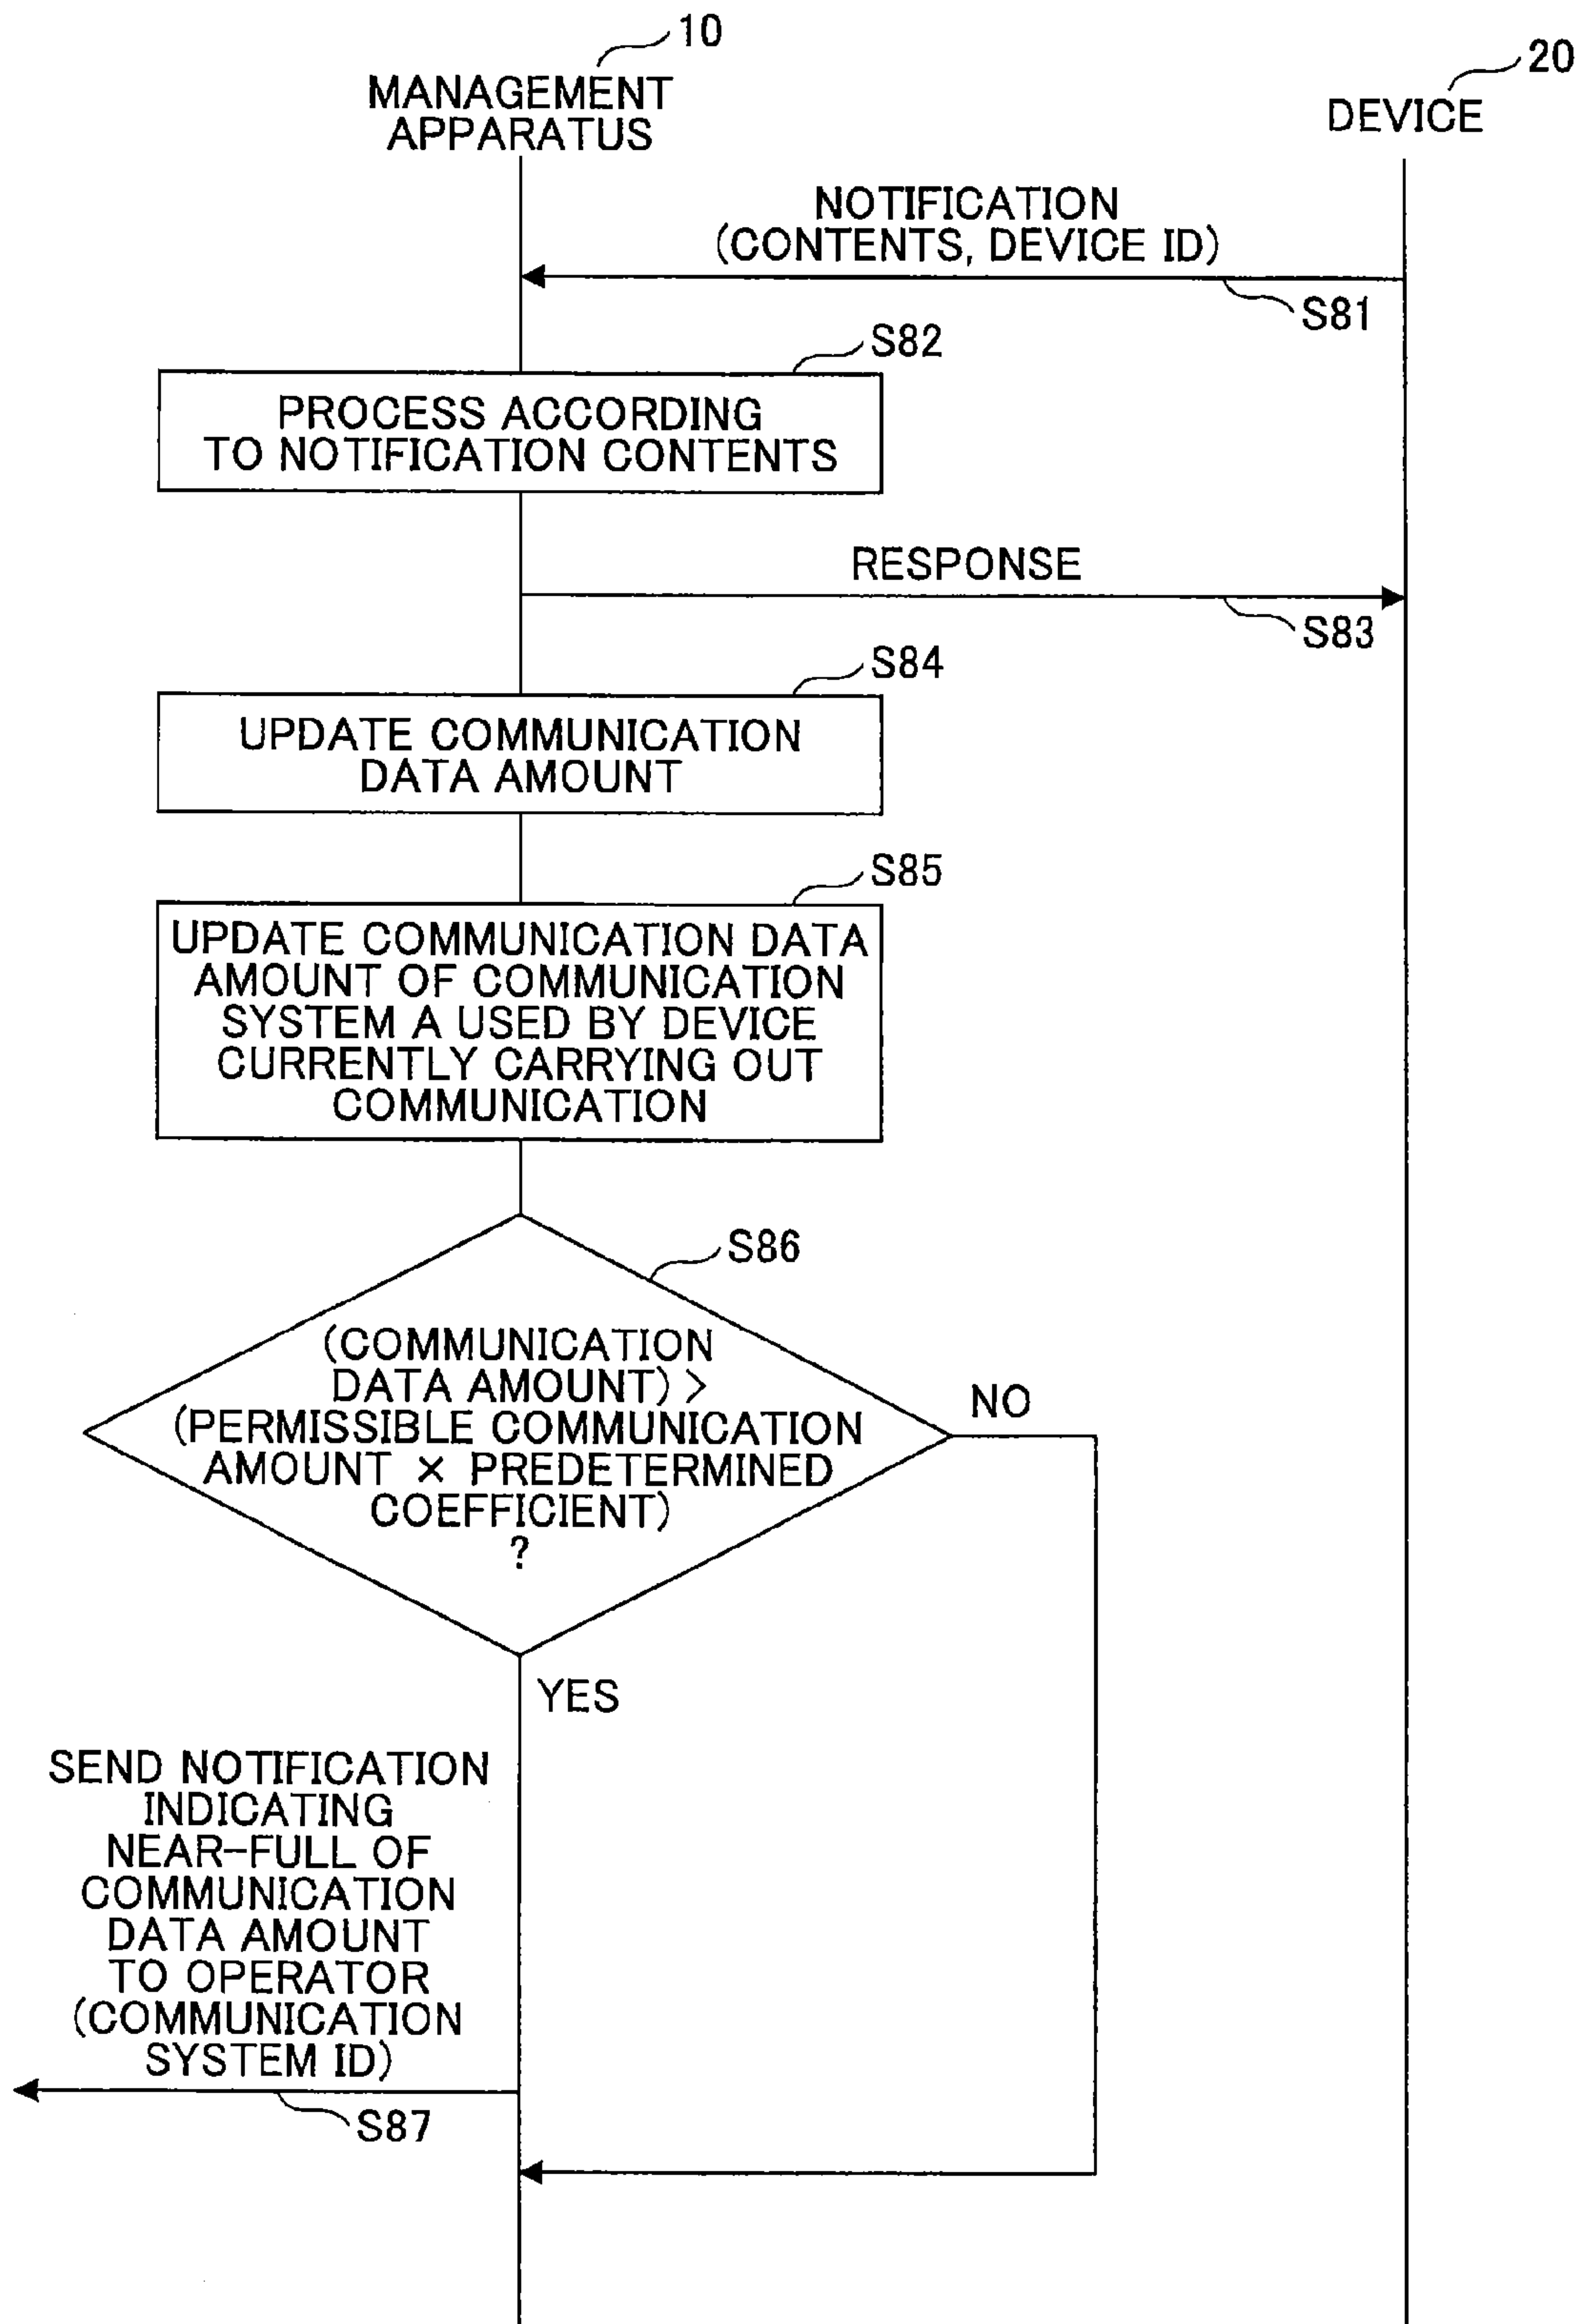 10
MANAGEMENT
APPARATUS
20
DEVICE
NOTIFICATION
(CONTENTS, DEVICE ID)
S81
S82
PROCESS ACCORDING
TO NOTIFICATION CONTENTS
RESPONSE
S83
S84
UPDATE COMMUNICATION
DATA AMOUNT
S85
UPDATE COMMUNICATION DATA
AMOUNT OF COMMUNICATION
SYSTEM A USED BY DEVICE
CURRENTLY CARRYING OUT
COMMUNICATION
S86
(COMMUNICATION
DATA AMOUNT) >
(PERMISSIBLE COMMUNICATION
AMOUNT × PREDETERMINED
COEFFICIENT)
?
NO
YES
SEND NOTIFICATION
INDICATING
NEAR-FULL OF
COMMUNICATION
DATA AMOUNT
TO OPERATOR
(COMMUNICATION
SYSTEM ID)
S87